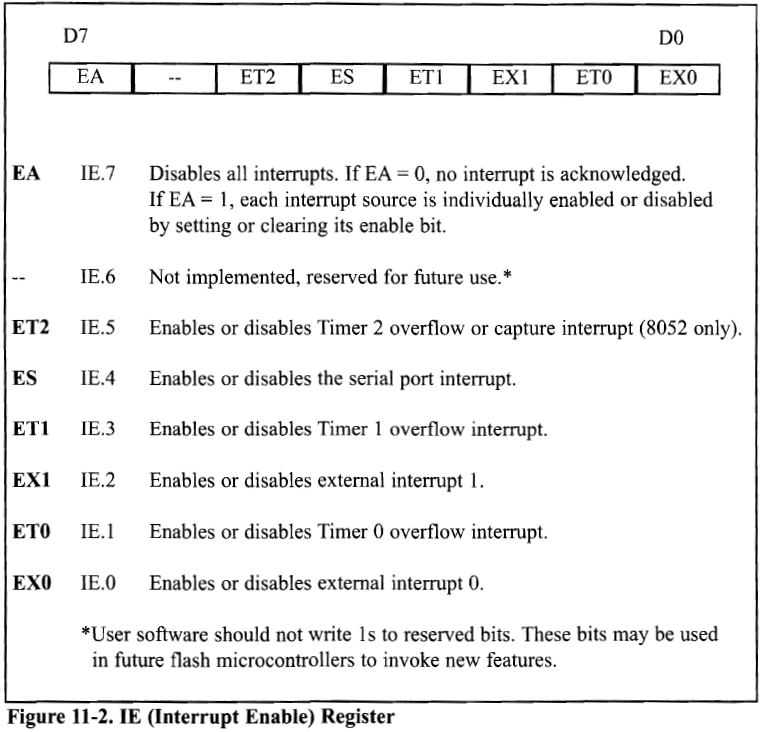 D7 D0
EA -- ET2 ES ET1 EX1 ET0 EX0
EA IE.7 Disables all interrupts. If EA = 0, no interrupt is acknowledged.
If EA = 1, each interrupt source is individually enabled or disabled
by setting or clearing its enable bit.
-- IE.6 Not implemented, reserved for future use.*
ET2 IE.5 Enables or disables Timer 2 overflow or capture interrupt (8052 only).
ES IE.4 Enables or disables the serial port interrupt.
ET1 IE.3 Enables or disables Timer 1 overflow interrupt.
EX1 IE.2 Enables or disables external interrupt 1.
ET0 IE.1 Enables or disables Timer 0 overflow interrupt.
EX0 IE.0 Enables or disables external interrupt 0.
*User software should not write 1s to reserved bits. These bits may be used
in future flash microcontrollers to invoke new features.
Figure 11-2. IE (Interrupt Enable) Register